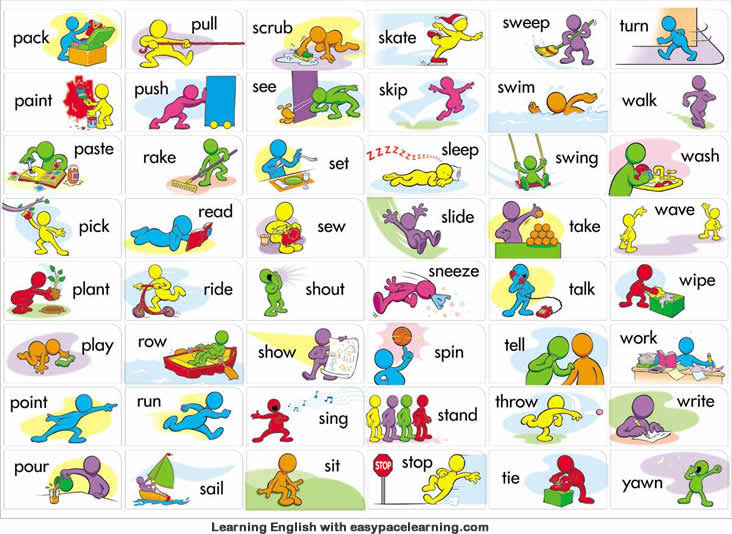 pack pull scrub skate sweep turn
paint push see skip swim walk
paste rake set sleep swing wash
ZZZZZZZZZZZZ
pick read sew slide take wave
plant ride shout sneeze talk wipe
play row show spin tell work
point run sing stand throw write
pour sail sit stop tie yawn
STOP
Learning English with easypacelearning.com